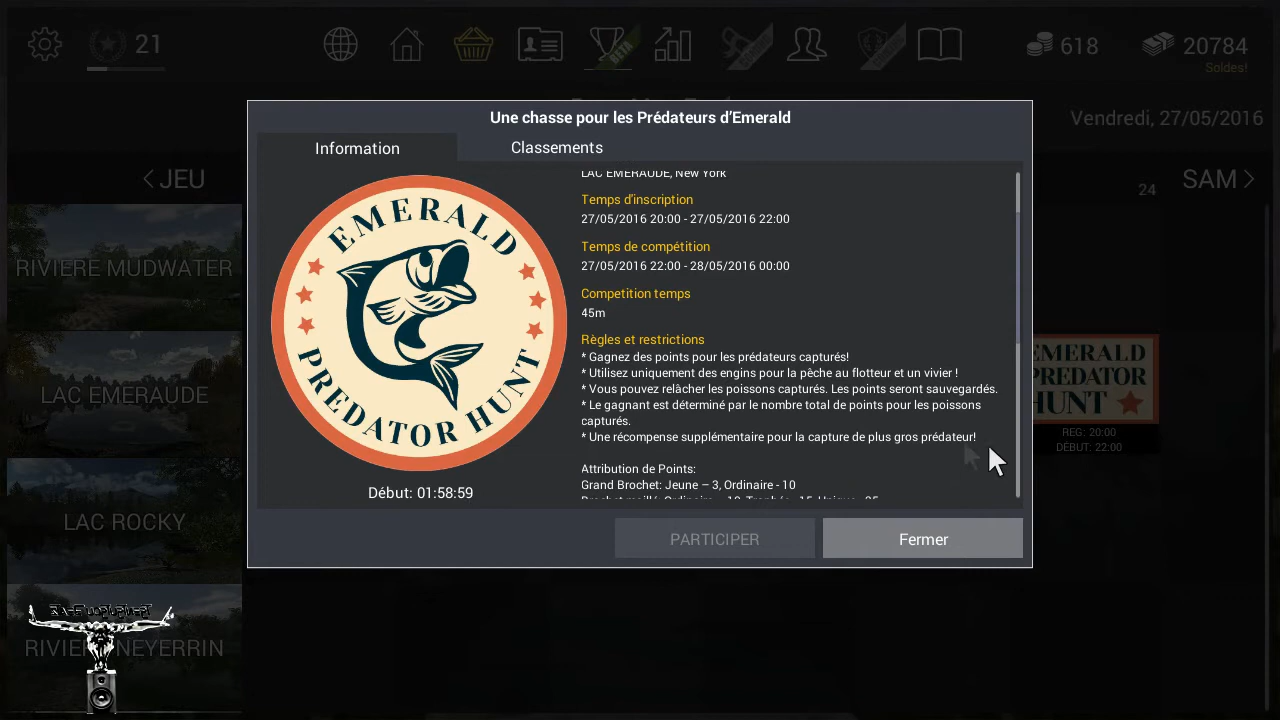 21
618
20784
Soldes!
Une chasse pour les Prédateurs d'Emerald
Vendredi, 27/05/2016
Information
Classements
JEU
24
SAM
RIVIERE MUDWATER
LAC EMERAUDE
LAC ROCKY
EMERALD
PREDATOR HUNT
Début: 01:58:59
LAC EMERAUDE, New York
Temps d'inscription
27/05/2016 20:00 - 27/05/2016 22:00
Temps de compétition
27/05/2016 22:00 - 28/05/2016 00:00
Competition temps
45m
Règles et restrictions
* Gagnez des points pour les prédateurs capturés!
* Utilisez uniquement des engins pour la pêche au flotteur et un vivier !
* Vous pouvez relâcher les poissons capturés. Les points seront sauvegardés.
* Le gagnant est déterminé par le nombre total de points pour les poissons
capturés.
* Une récompense supplémentaire pour la capture de plus gros prédateur!
Attribution de Points:
Grand Brochet: Jeune – 3, Ordinaire - 10
EMERALD
PREDATOR
HUNT
REG: 20:00
DÉBUT: 22:00
PARTICIPER
Fermer
NEYERRIN